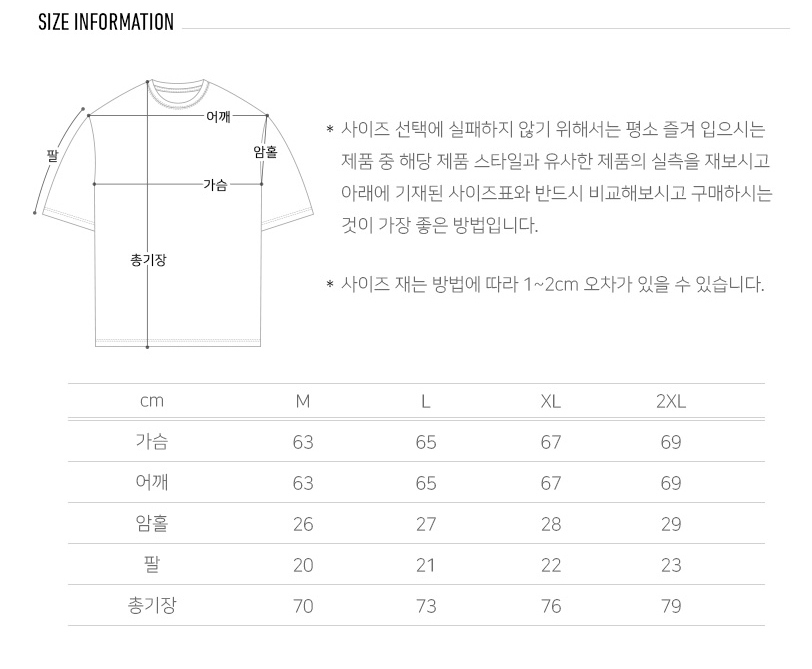 SIZE INFORMATION
어깨
암홀
팔
가슴
총기장
* 사이즈 선택에 실패하지 않기 위해서는 평소 즐겨 입으시는
제품 중 해당 제품 스타일과 유사한 제품의 실측을 재보시고
아래에 기재된 사이즈표와 반드시 비교해보시고 구매하시는
것이 가장 좋은 방법입니다.
* 사이즈 재는 방법에 따라 1~2cm 오차가 있을 수 있습니다.
cm M L XL 2XL
가슴 63 65 67 69
어깨 63 65 67 69
암홀 26 27 28 29
팔 20 21 22 23
총기장 70 73 76 79